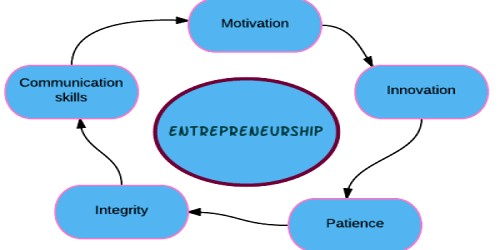 Motivation
Communication
skills
Innovation
ENTREPRENEURSHIP
Integrity
Patience